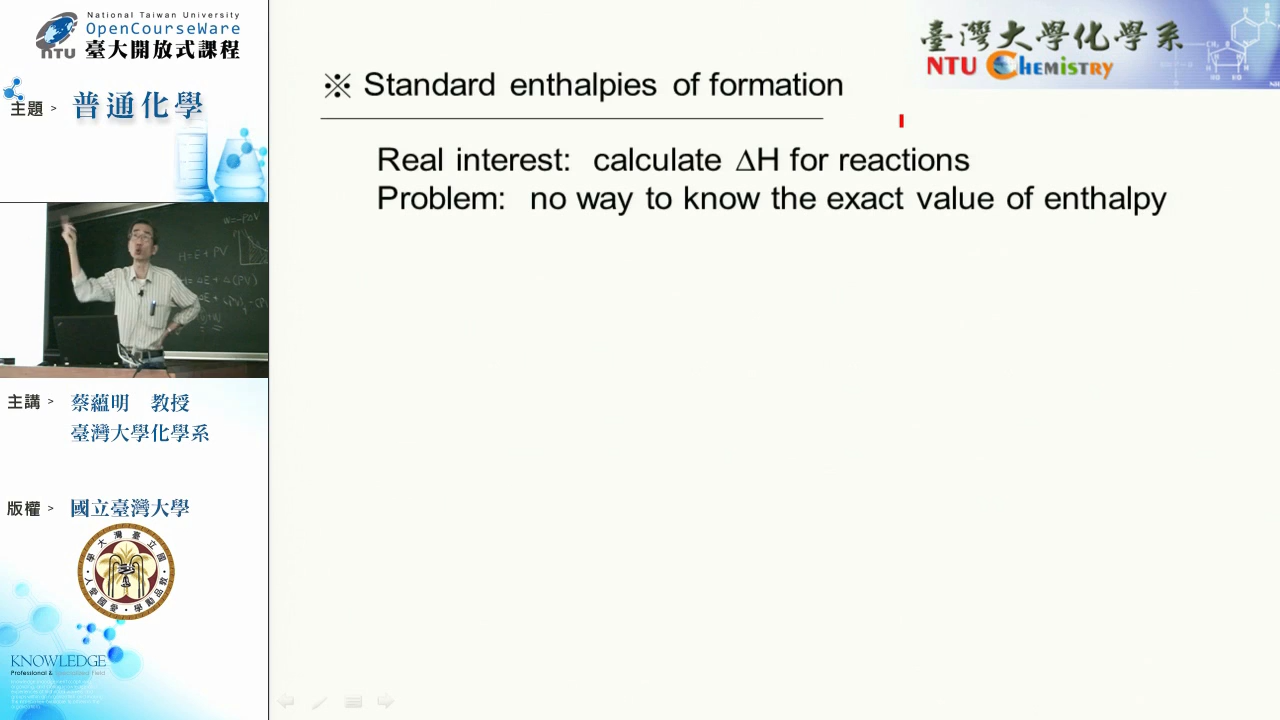 National Taiwan University
OpenCourseWare
NTU 臺大開放式課程
主題 > 普通化學
主講 > 蔡蘊明 教授
臺灣大學化學系
版權 > 國立臺灣大學
KNOWLEDGE
臺灣大學化學系
NTU Chemistry
※ Standard enthalpies of formation
Real interest: calculate ΔH for reactions
Problem: no way to know the exact value of enthalpy
H=E+PV